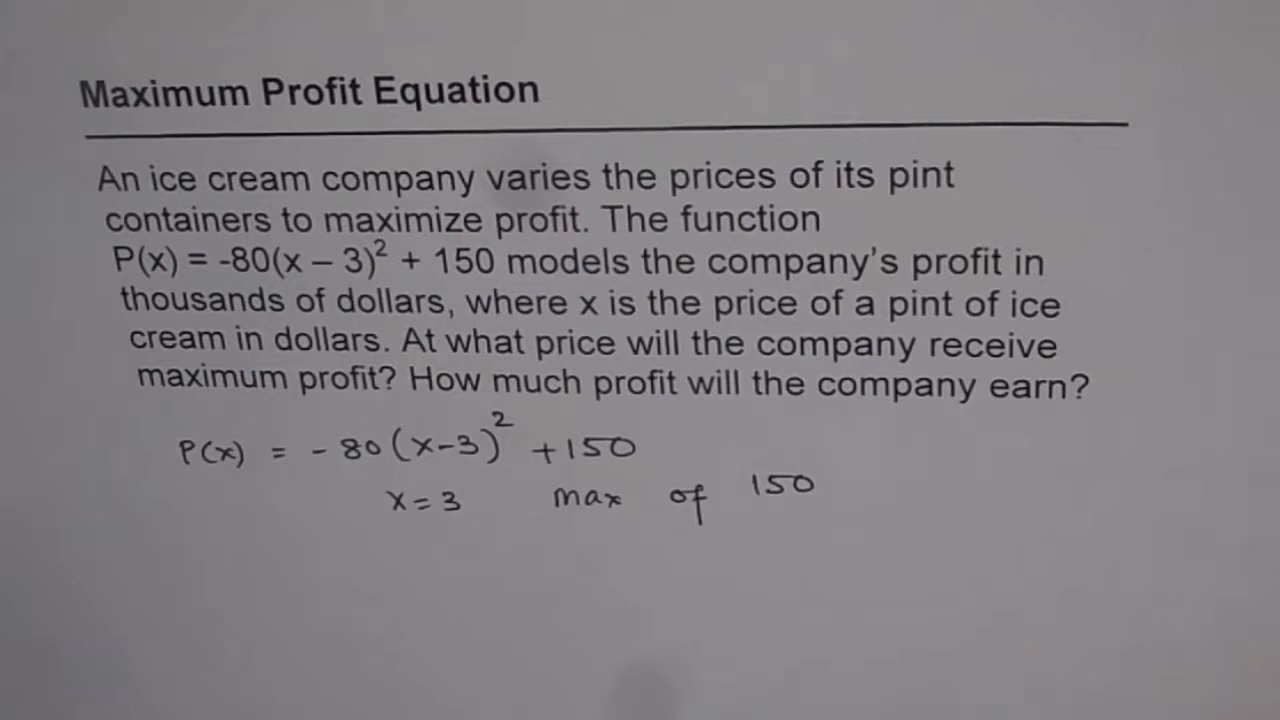 Maximum Profit Equation
An ice cream company varies the prices of its pint
containers to maximize profit. The function
P(x) = -80(x – 3)² + 150 models the company's profit in
thousands of dollars, where x is the price of a pint of ice
cream in dollars. At what price will the company receive
maximum profit? How much profit will the company earn?
P(x) = - 80 (x-3)² +150
x = 3 max of 150